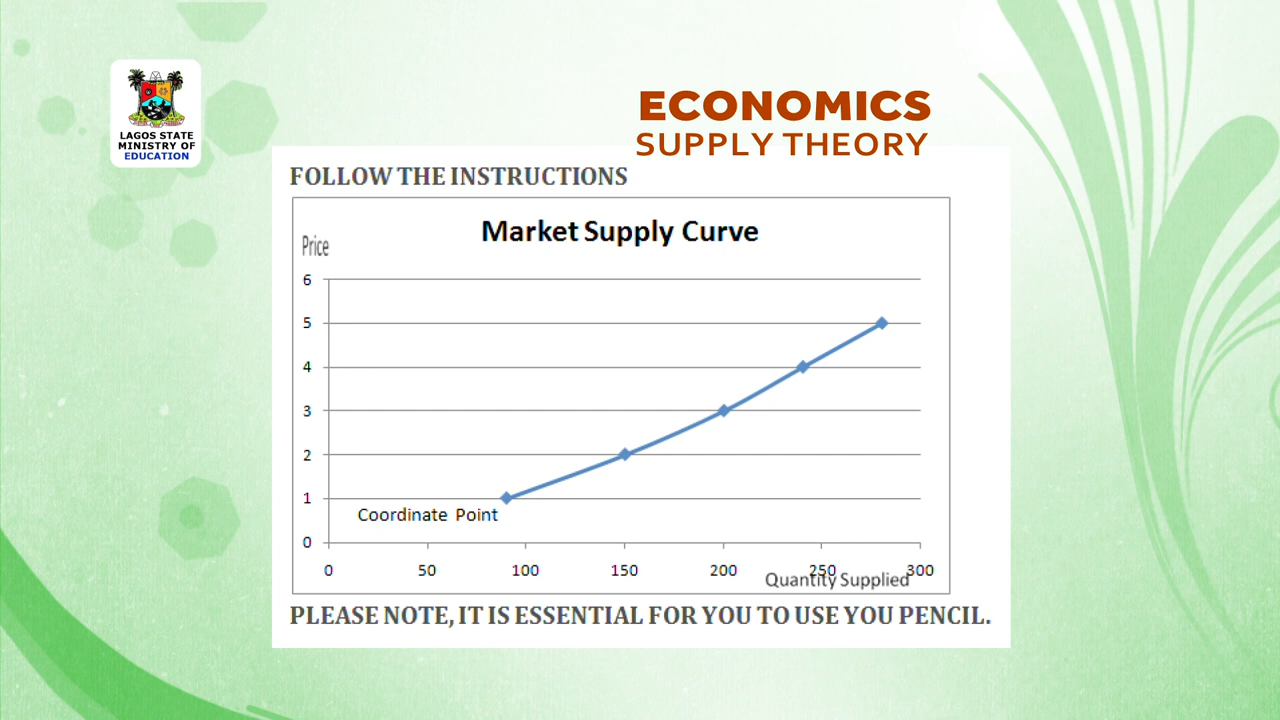 LAGOS STATE
MINISTRY OF
EDUCATION
ECONOMICS
SUPPLY THEORY
FOLLOW THE INSTRUCTIONS
Market Supply Curve
Price
6
5
4
3
2
1
Coordinate Point
0
0 50 100 150 200 250 300
Quantity Supplied
PLEASE NOTE, IT IS ESSENTIAL FOR YOU TO USE YOU PENCIL.